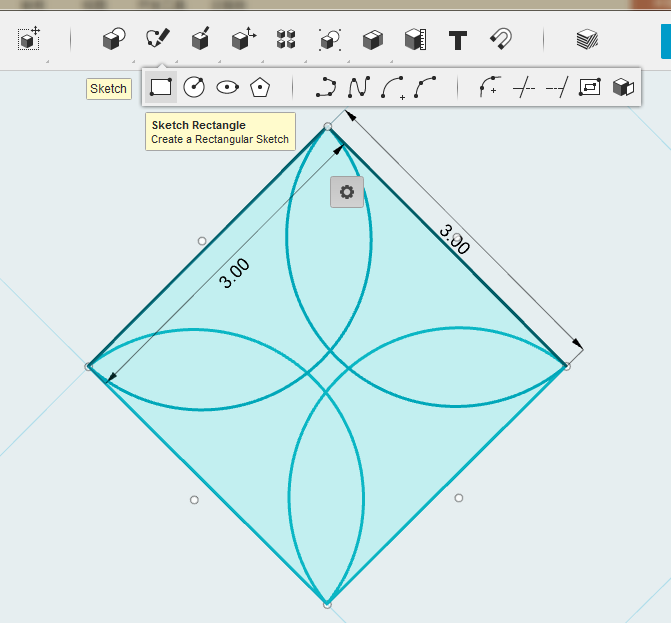 Sketch
Sketch Rectangle
Create a Rectangular Sketch
3.00
3.00